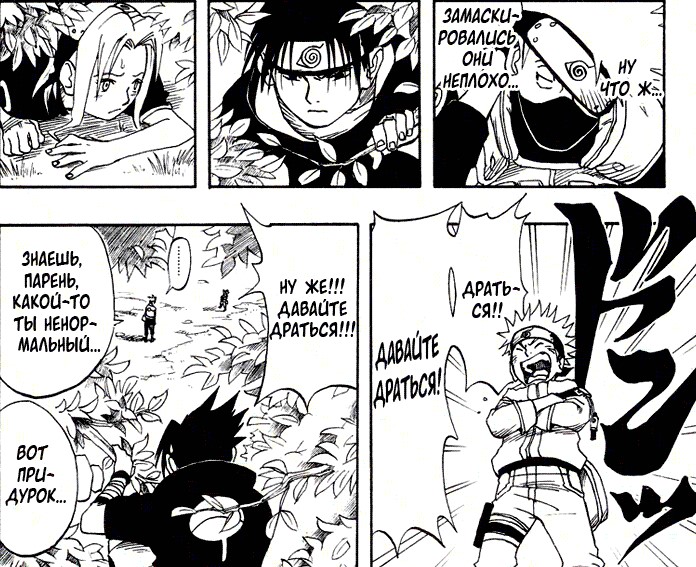 НУ
ЧТО Ж...
ЗАМАСКИ-
РОВАЛИСЬ
ОНИ
НЕПЛОХО...
ドンッ
ДРАТЬ-
СЯ!!
ДАВАЙТЕ
ДРАТЬСЯ!
НУ ЖЕ!!!
ДАВАЙТЕ
ДРАТЬСЯ!!!
......
ЗНАЕШЬ,
ПАРЕНЬ,
КАКОЙ-ТО
ТЫ НЕНОР-
МАЛЬНЫЙ...
ВОТ
ПРИ-
ДУРОК...